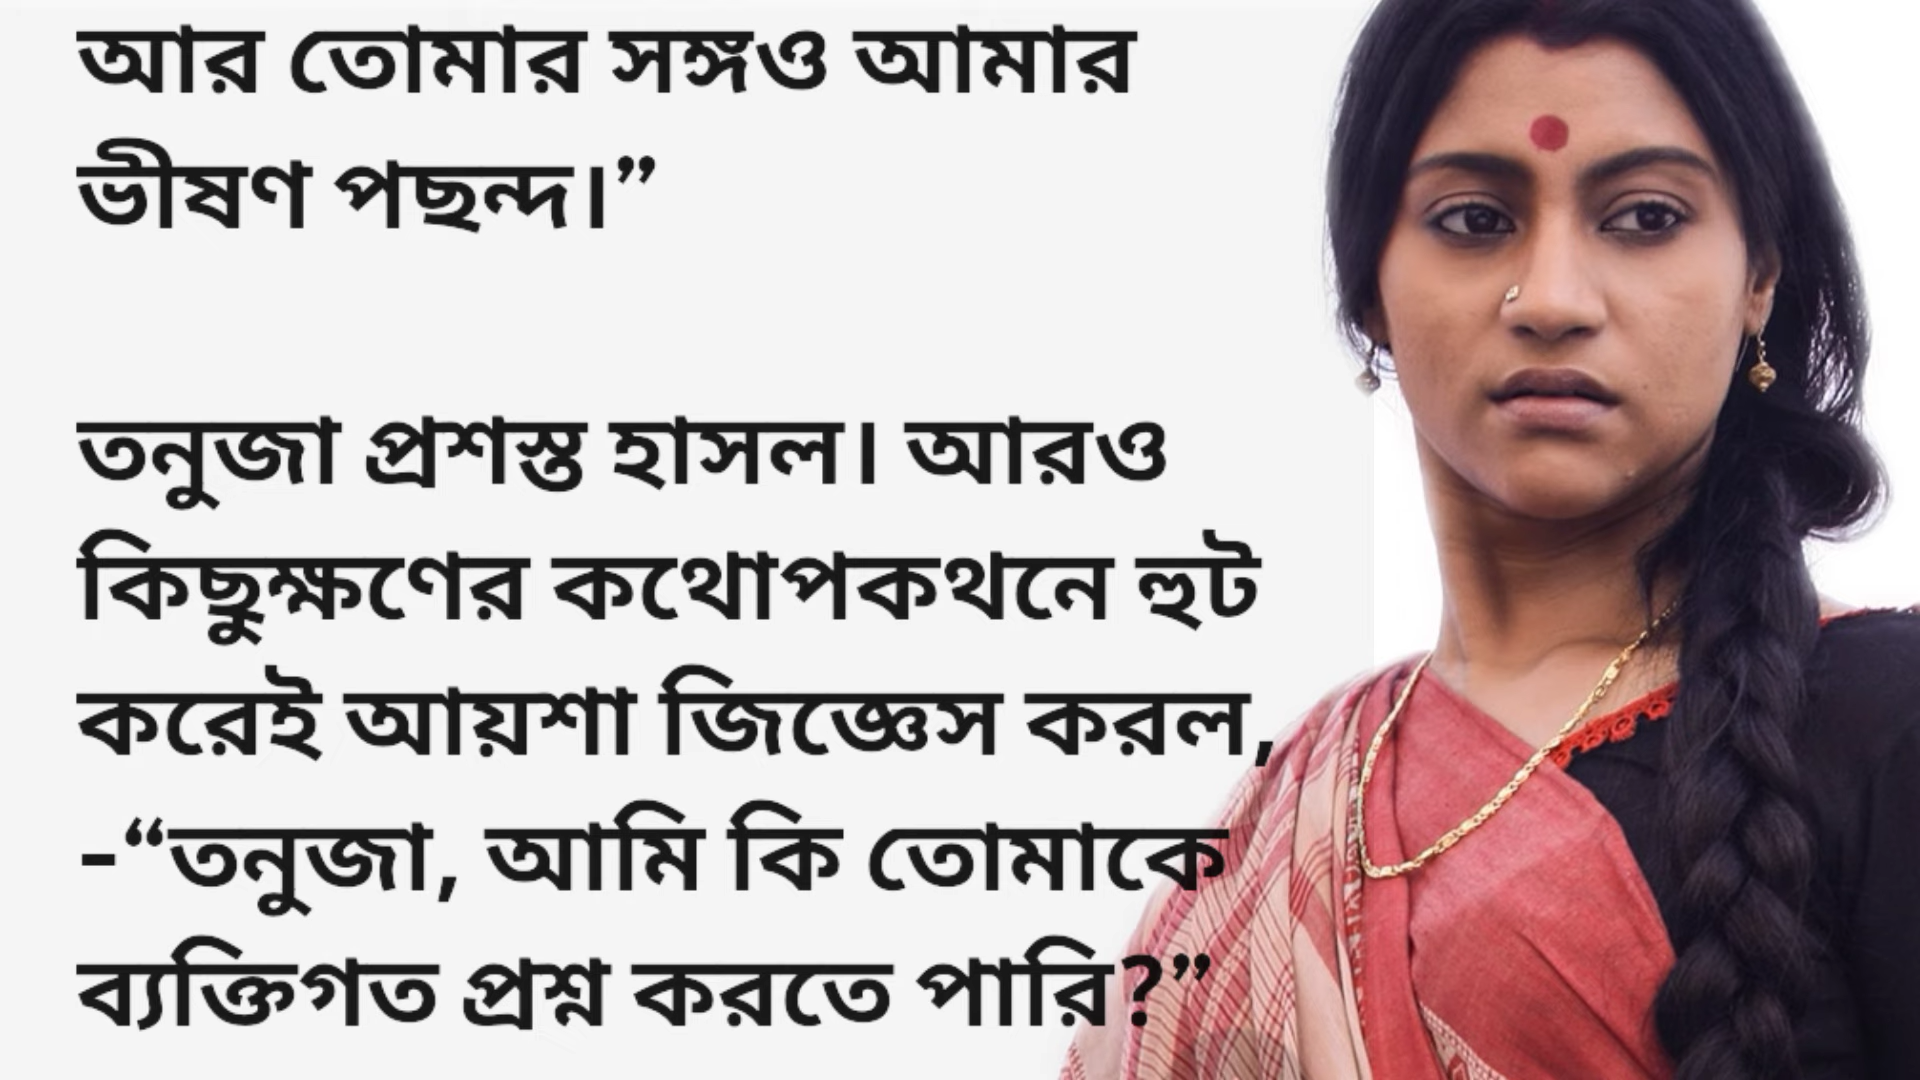 আর তোমার সঙ্গও আমার
ভীষণ পছন্দ।”
তনুজা প্রশস্ত হাসল। আরও
কিছুক্ষণের কথোপকথনে হুট
করেই আয়শা জিজ্ঞেস করল,
-“তনুজা, আমি কি তোমাকে
ব্যক্তিগত প্রশ্ন করতে পারি?”